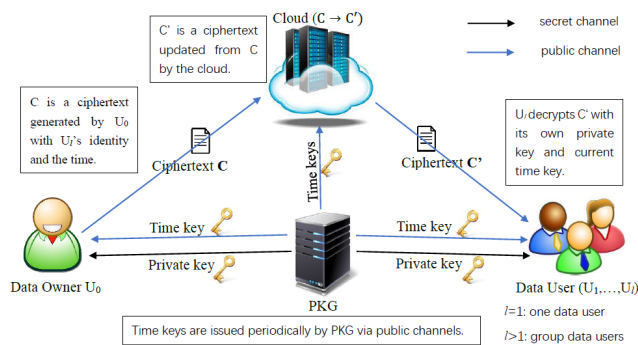 Cloud (C → C')
secret channel
public channel
C' is a ciphertext
updated from C
by the cloud.
C is a ciphertext
generated by U0
with Ul's identity
and the time.
Ciphertext C
Time keys
Ciphertext C'
Ul decrypts C' with
its own private
key and current
time key.
Time key
Private key
Time key
Private key
Data Owner U0
PKG
Data User (U1,…,Ul)
l=1: one data user
l>1: group data users
Time keys are issued periodically by PKG via public channels.